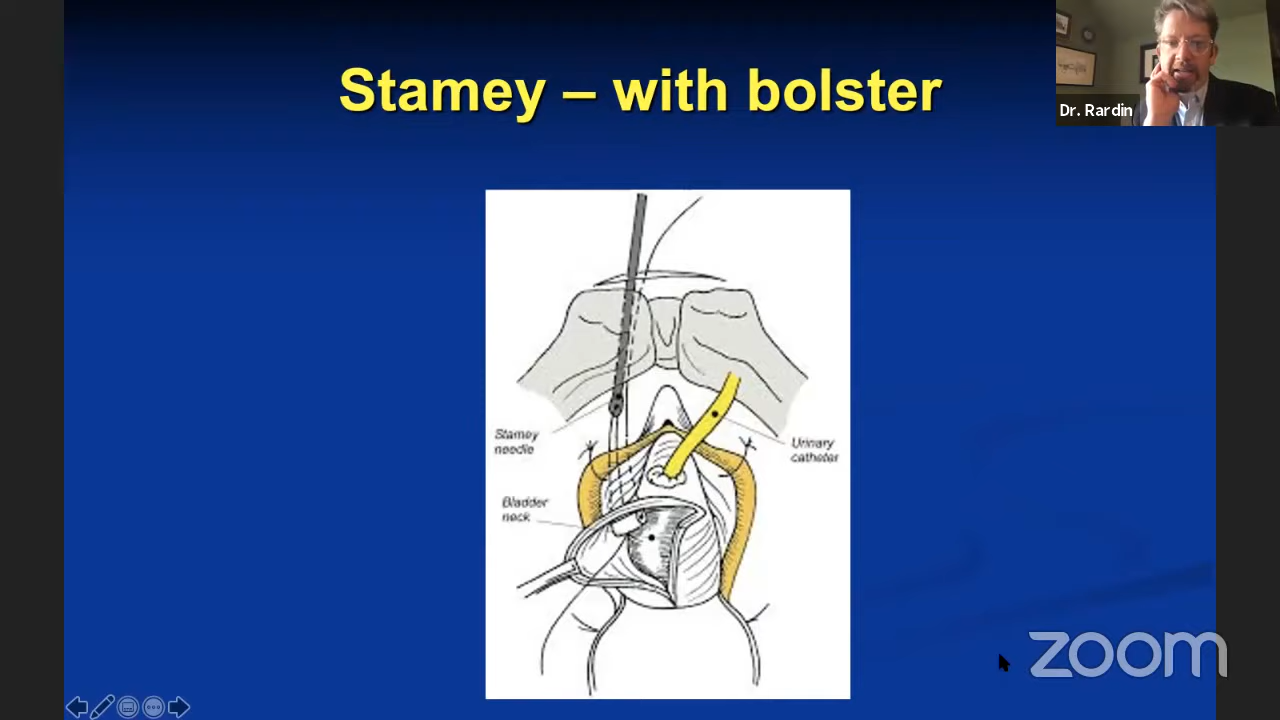 Stamey – with bolster
Dr. Rardin
Stamey
needle
Urinary
catheter
Bladder
neck
zoom